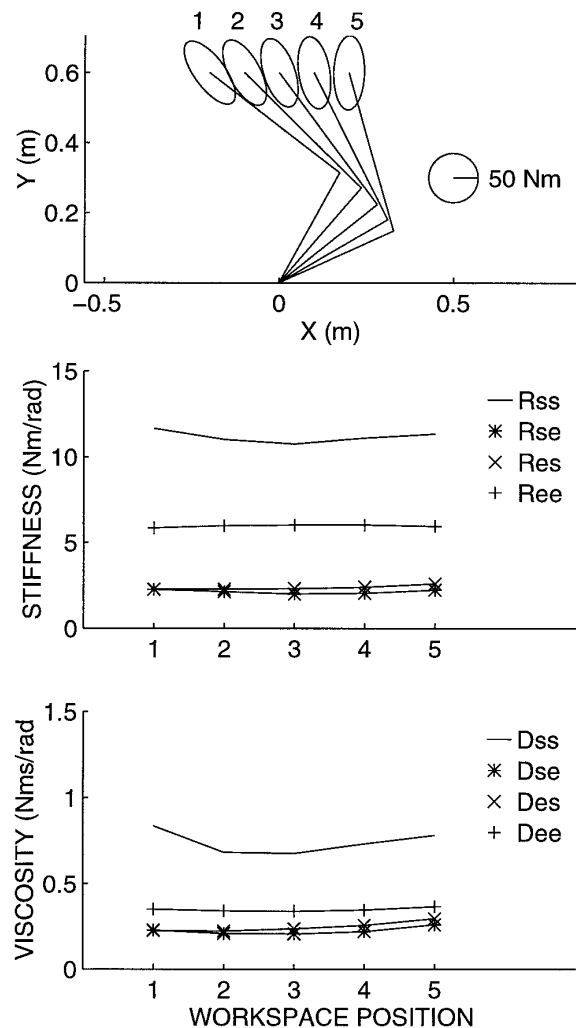 1 2 3 4 5
0.6
0.4
0.2
0
Y (m)
50 Nm
−0.5 0 0.5
X (m)
15
10
5
0
STIFFNESS (Nm/rad)
Rss
Rse
Res
Ree
1 2 3 4 5
1.5
1
0.5
0
VISCOSITY (Nms/rad
Dss
Dse
Des
Dee
1 2 3 4 5
WORKSPACE POSITION